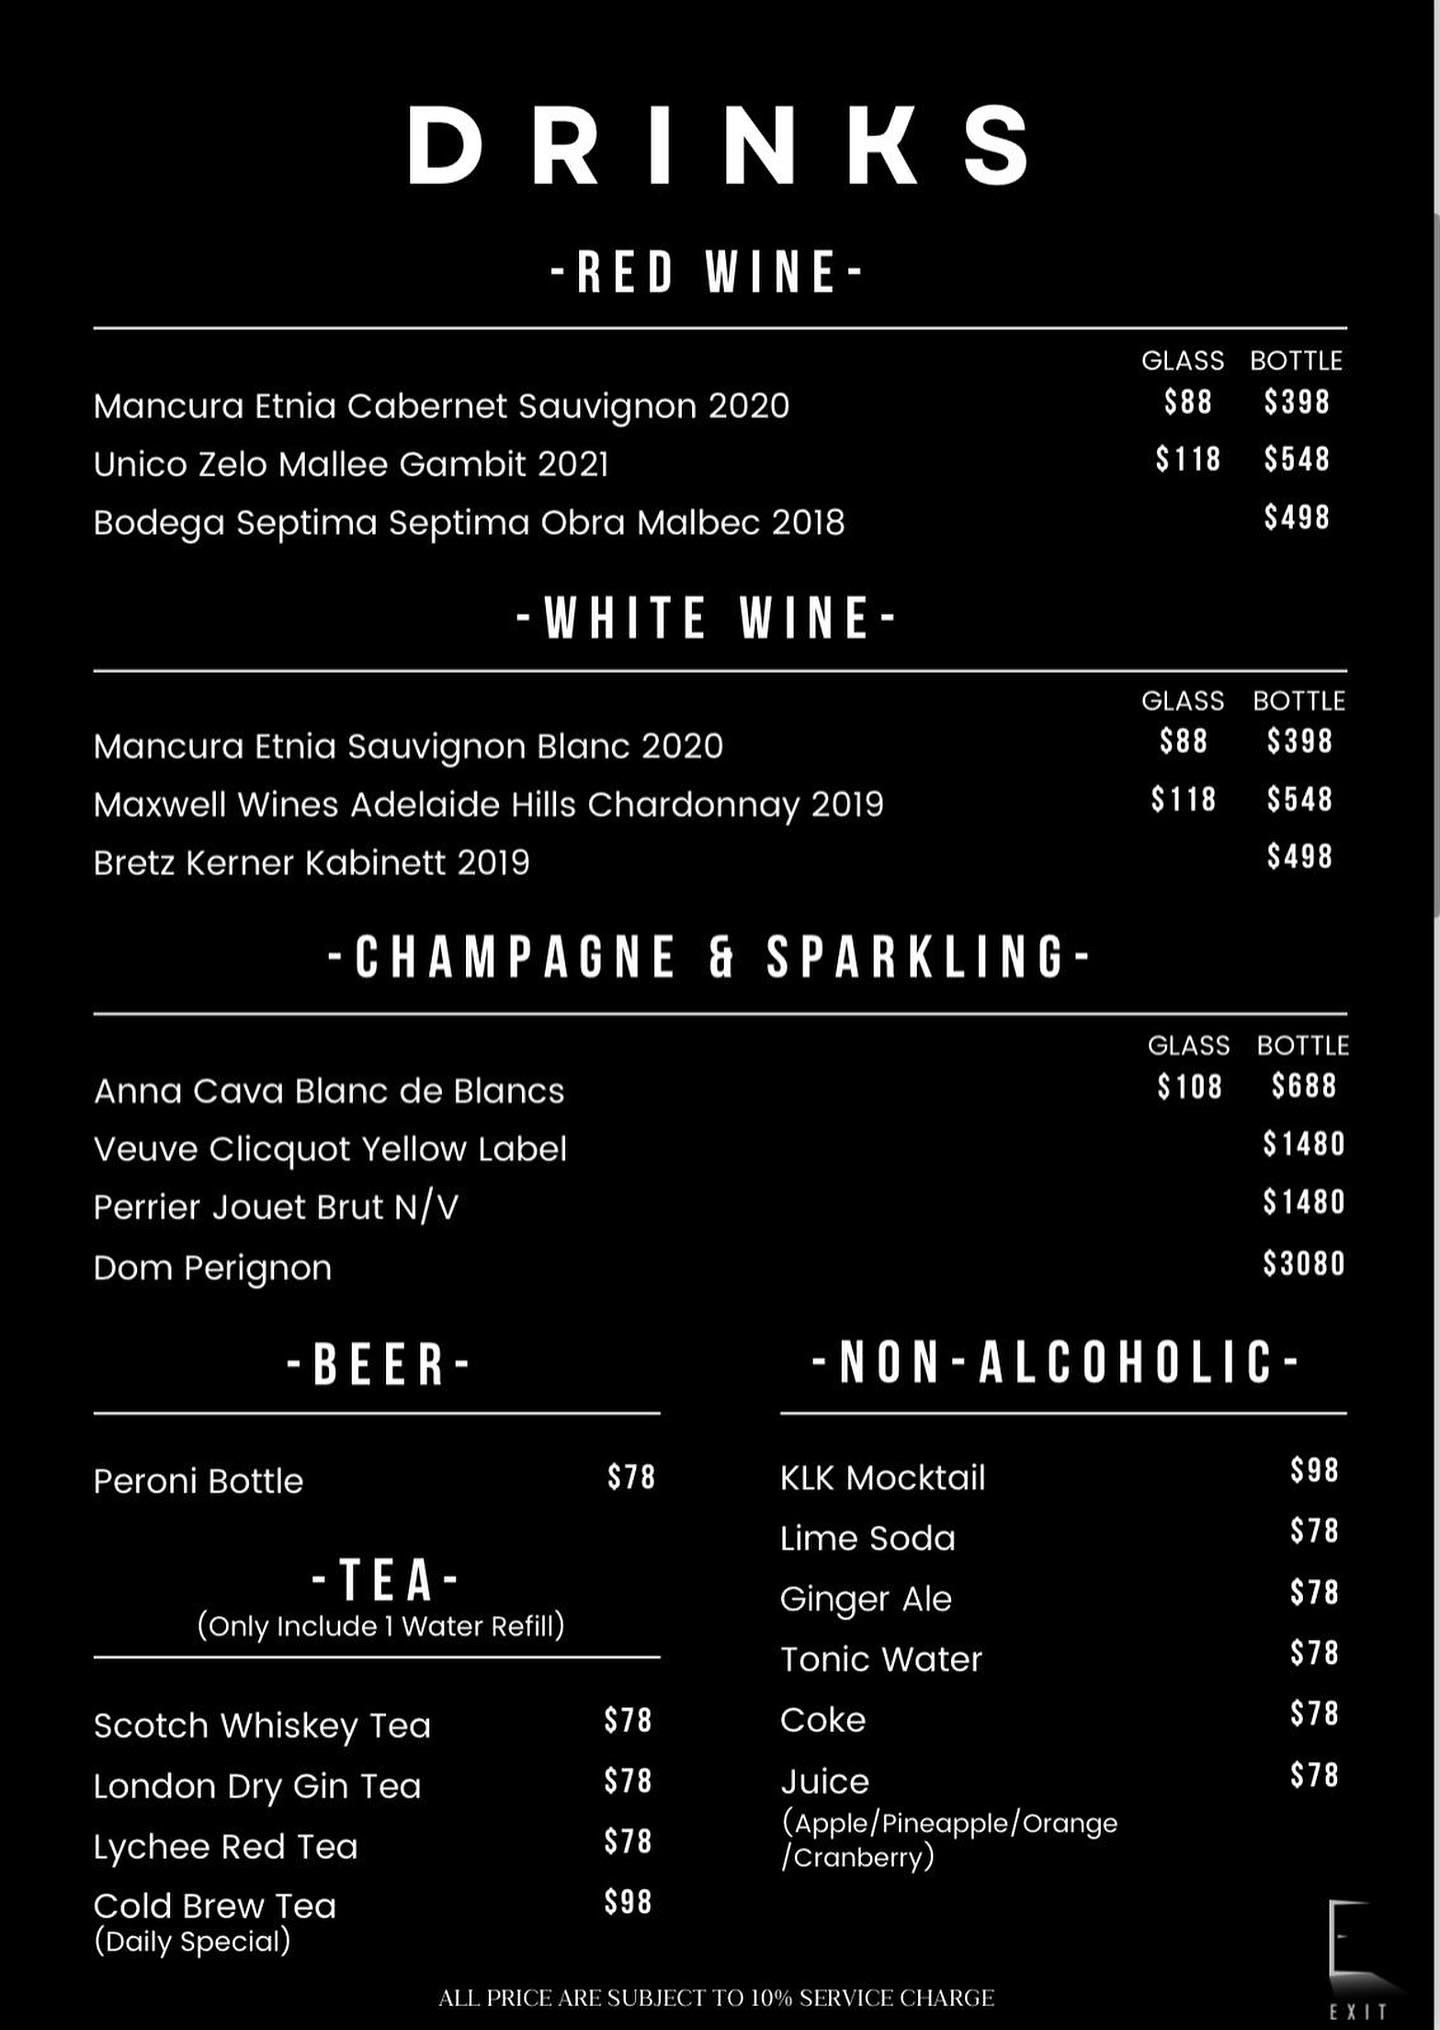 DRINKS
-RED WINE-
GLASS BOTTLE
Mancura Etnia Cabernet Sauvignon 2020 $88 $398
Unico Zelo Mallee Gambit 2021 $118 $548
Bodega Septima Septima Obra Malbec 2018 $498
-WHITE WINE-
GLASS BOTTLE
Mancura Etnia Sauvignon Blanc 2020 $88 $398
Maxwell Wines Adelaide Hills Chardonnay 2019 $118 $548
Bretz Kerner Kabinett 2019 $498
-CHAMPAGNE & SPARKLING-
GLASS BOTTLE
Anna Cava Blanc de Blancs $108 $688
Veuve Clicquot Yellow Label $1480
Perrier Jouet Brut N/V $1480
Dom Perignon $3080
-BEER-
Peroni Bottle $78
-TEA-
(Only Include 1 Water Refill)
Scotch Whiskey Tea $78
London Dry Gin Tea $78
Lychee Red Tea $78
Cold Brew Tea $98
(Daily Special)
-NON-ALCOHOLIC-
KLK Mocktail $98
Lime Soda $78
Ginger Ale $78
Tonic Water $78
Coke $78
Juice $78
(Apple/Pineapple/Orange
/Cranberry)
ALL PRICE ARE SUBJECT TO 10% SERVICE CHARGE
EXIT